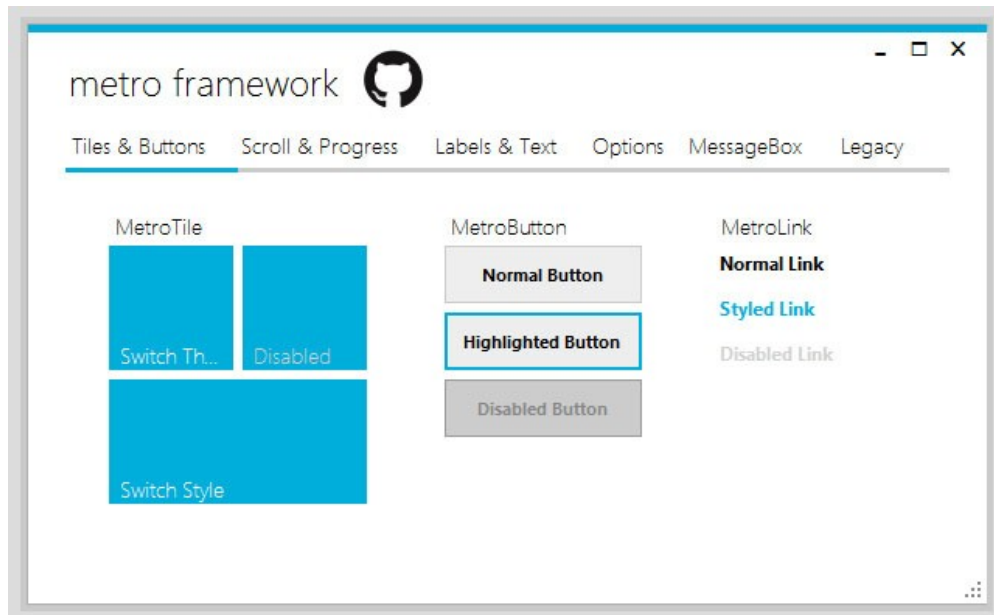 metro framework
Tiles & Buttons Scroll & Progress Labels & Text Options MessageBox Legacy
MetroTile
Switch Th...
Disabled
Switch Style
MetroButton
Normal Button
Highlighted Button
Disabled Button
MetroLink
Normal Link
Styled Link
Disabled Link